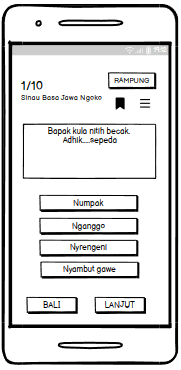 RAMPUNG
1/10
Sinau Basa Jawa Ngoko
Bapak kula nitih becak.
Adhik....sepeda
Numpak
Nganggo
Nyrengeni
Nyambut gawe
BALI
LANJUT